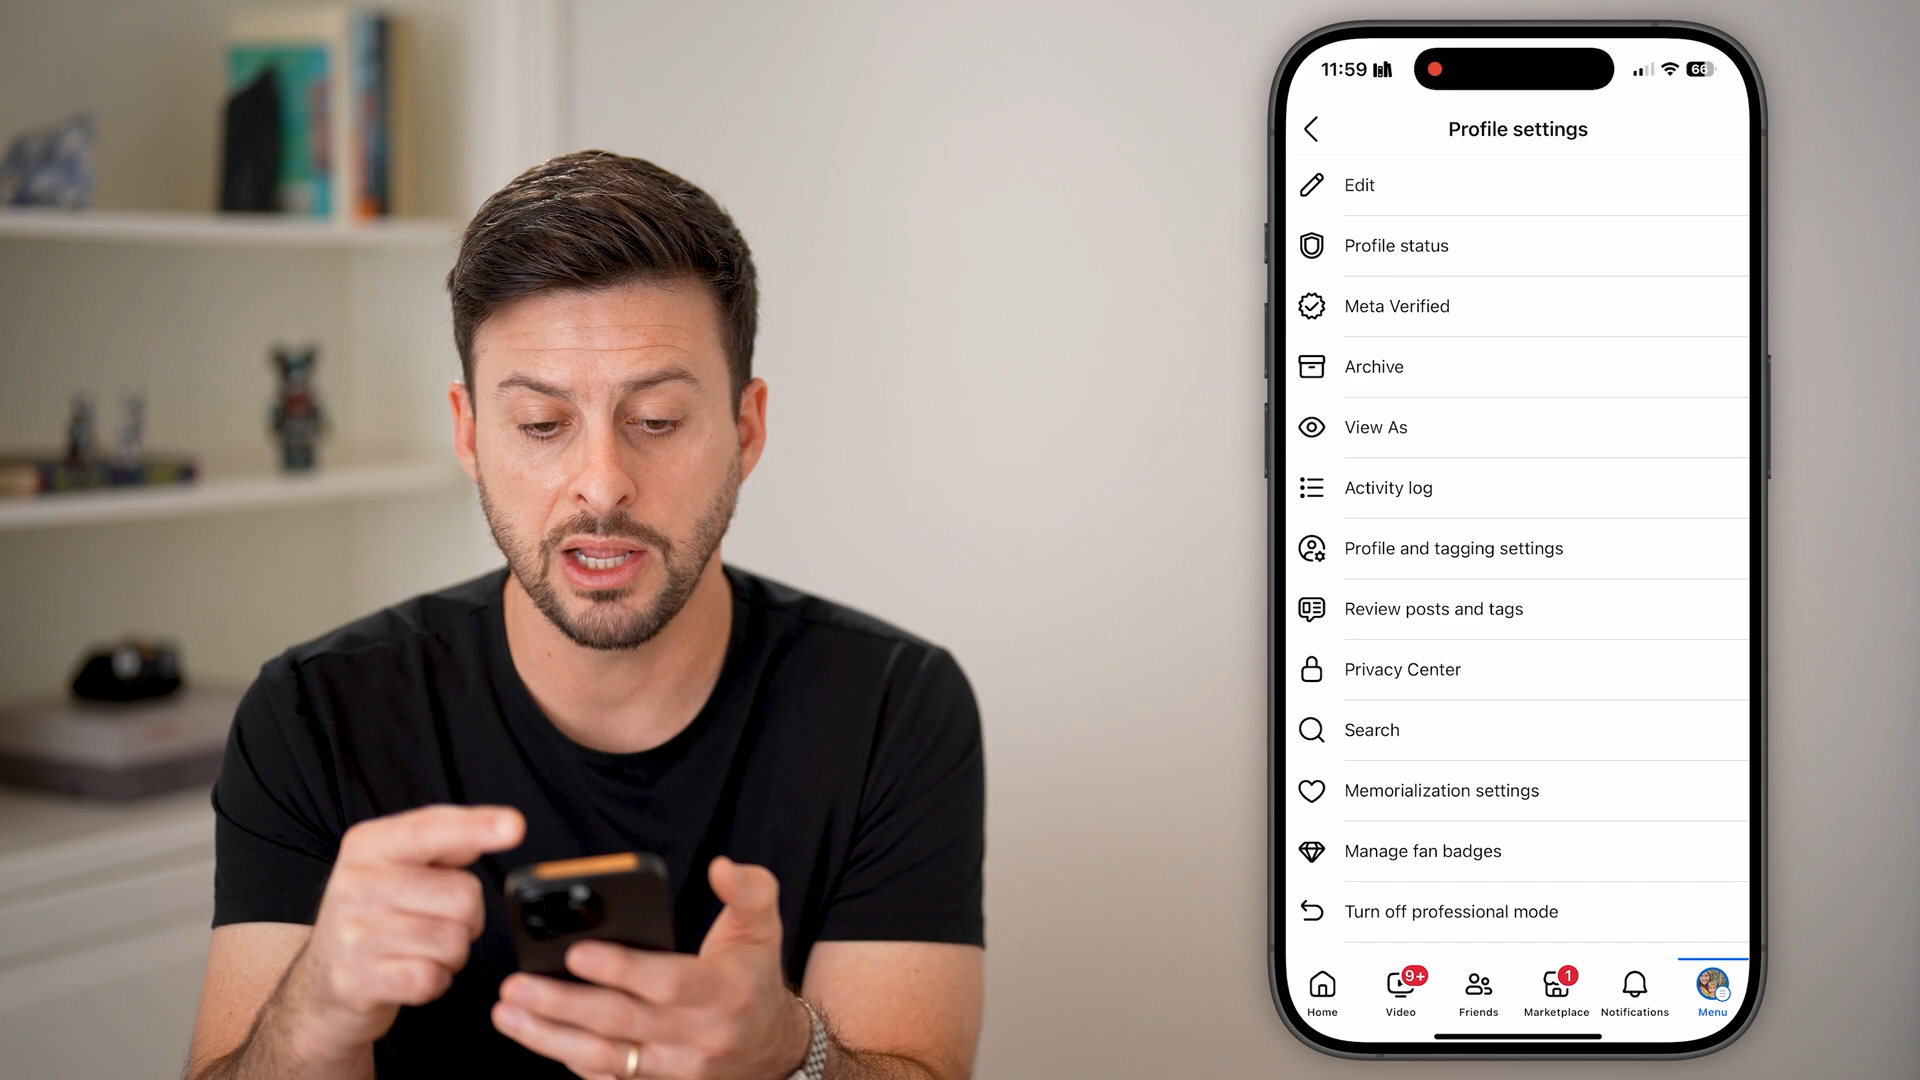 11:59
66
Profile settings
Edit
Profile status
Meta Verified
Archive
View As
Activity log
Profile and tagging settings
Review posts and tags
Privacy Center
Search
Memorialization settings
Manage fan badges
Turn off professional mode
9+
1
Home
Video
Friends
Marketplace
Notifications
Menu